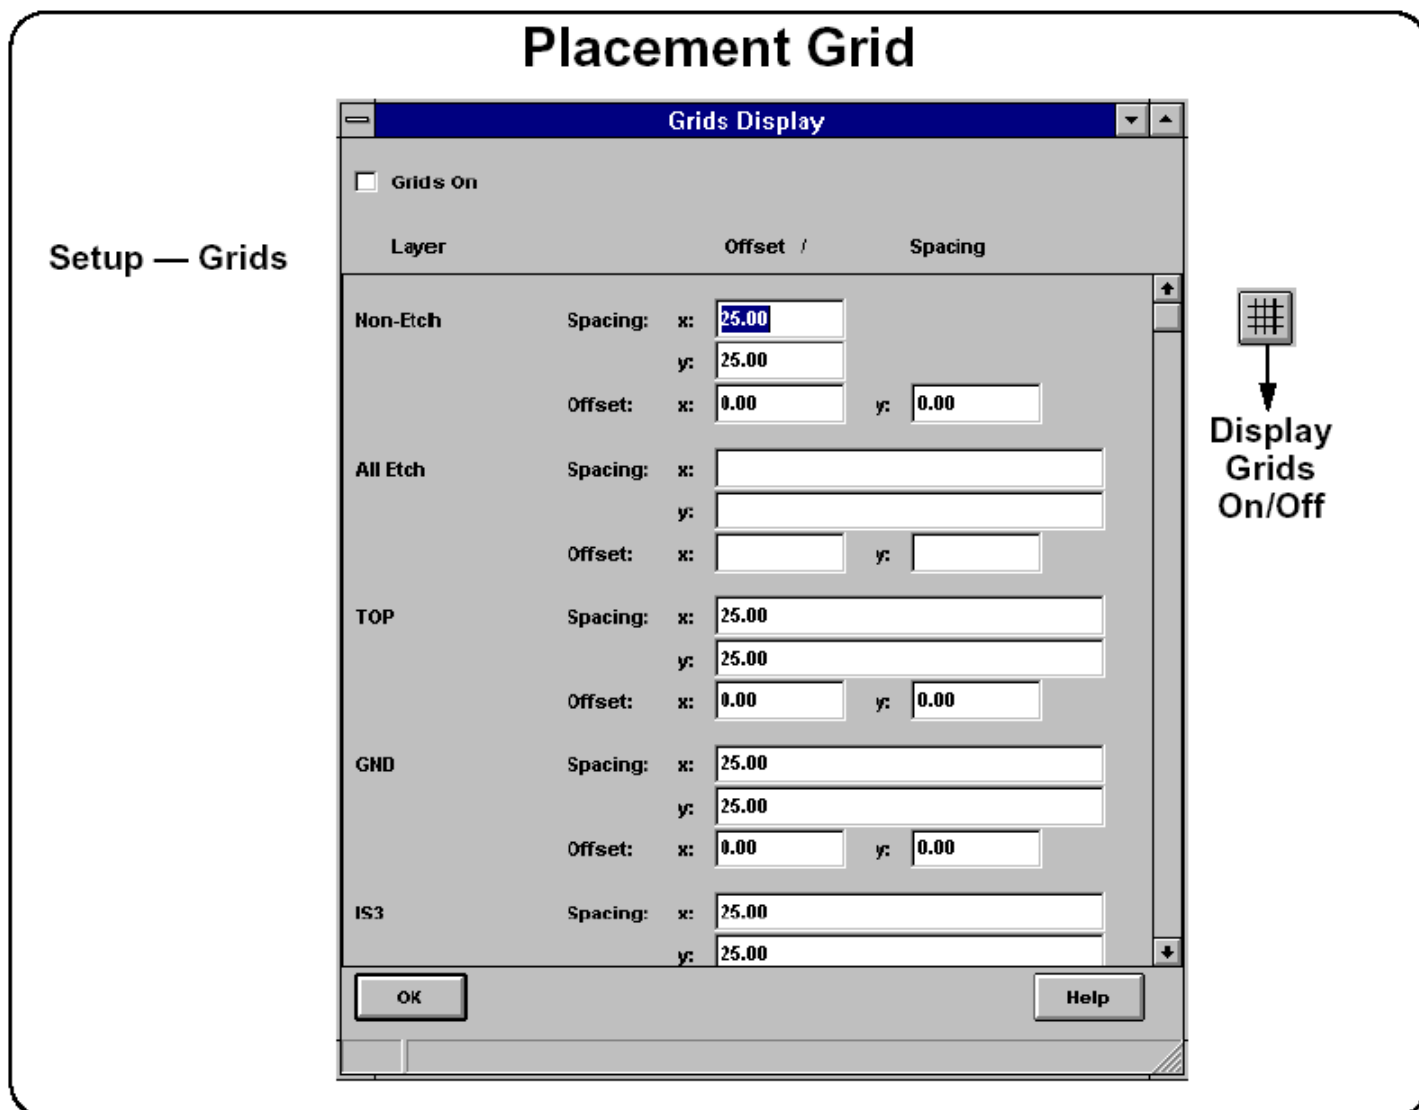 Placement Grid
Grids Display
Grids On
Setup — Grids
Layer Offset / Spacing
Non-Etch Spacing: x: 25.00
y: 25.00
Offset: x: 0.00 y: 0.00
Display
Grids
On/Off
All Etch Spacing: x:
y:
Offset: x: y:
TOP Spacing: x: 25.00
y: 25.00
Offset: x: 0.00 y: 0.00
GND Spacing: x: 25.00
y: 25.00
Offset: x: 0.00 y: 0.00
IS3 Spacing: x: 25.00
y: 25.00
OK Help